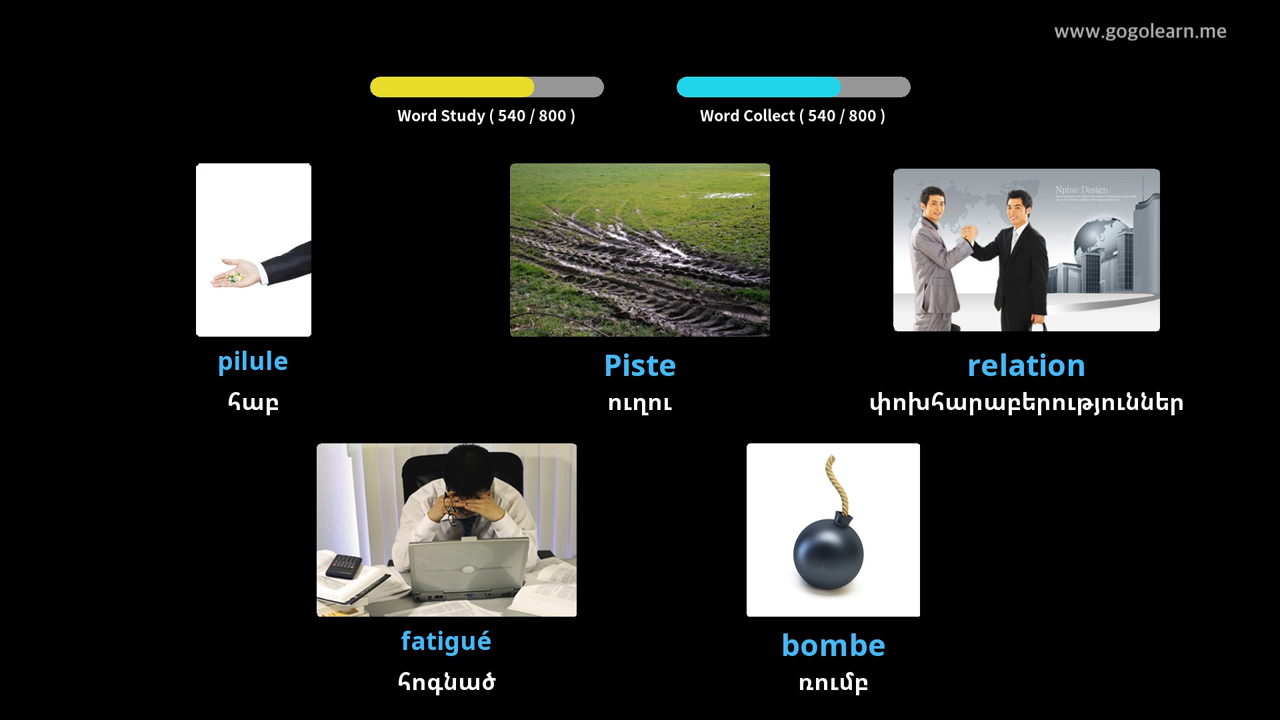 www.gogolearn.me
Word Study ( 540 / 800 )
Word Collect ( 540 / 800 )
Npine Design
pilule
հաբ
Piste
ուղու
relation
փոխհարաբերություններ
fatigué
հոգնած
bombe
ռումբ